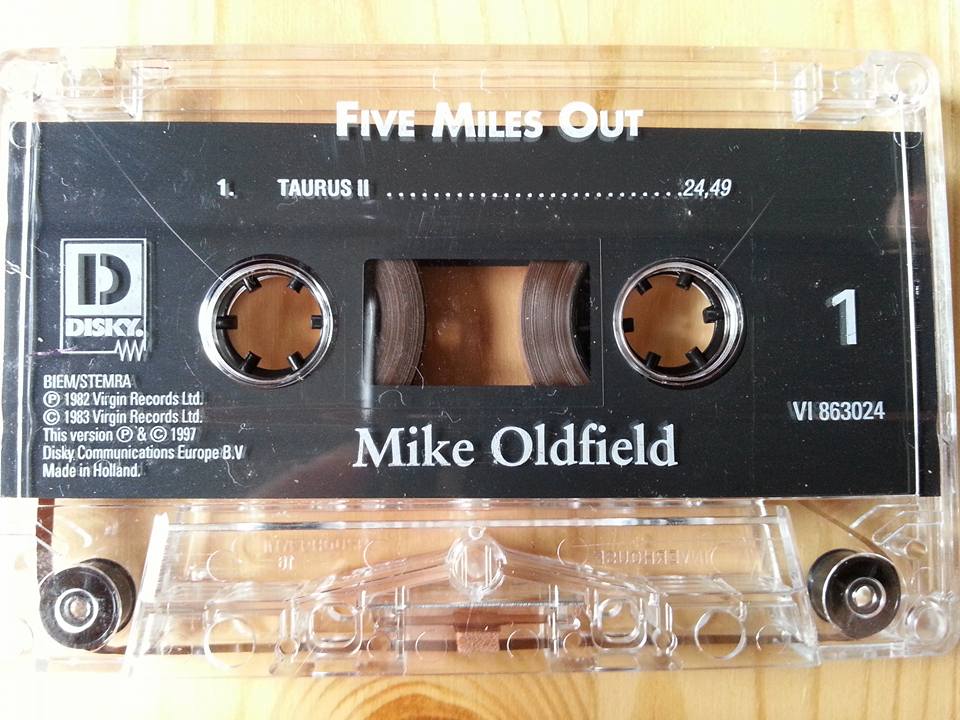 FIVE MILES OUT
1. TAURUS II ..............................24,49
D
DISKY.
1
BIEM/STEMRA
Ⓟ 1982 Virgin Records Ltd.
© 1983 Virgin Records Ltd.
This version Ⓟ & © 1997
Disky Communications Europe B.V
Made in Holland.
VI 863024
Mike Oldfield